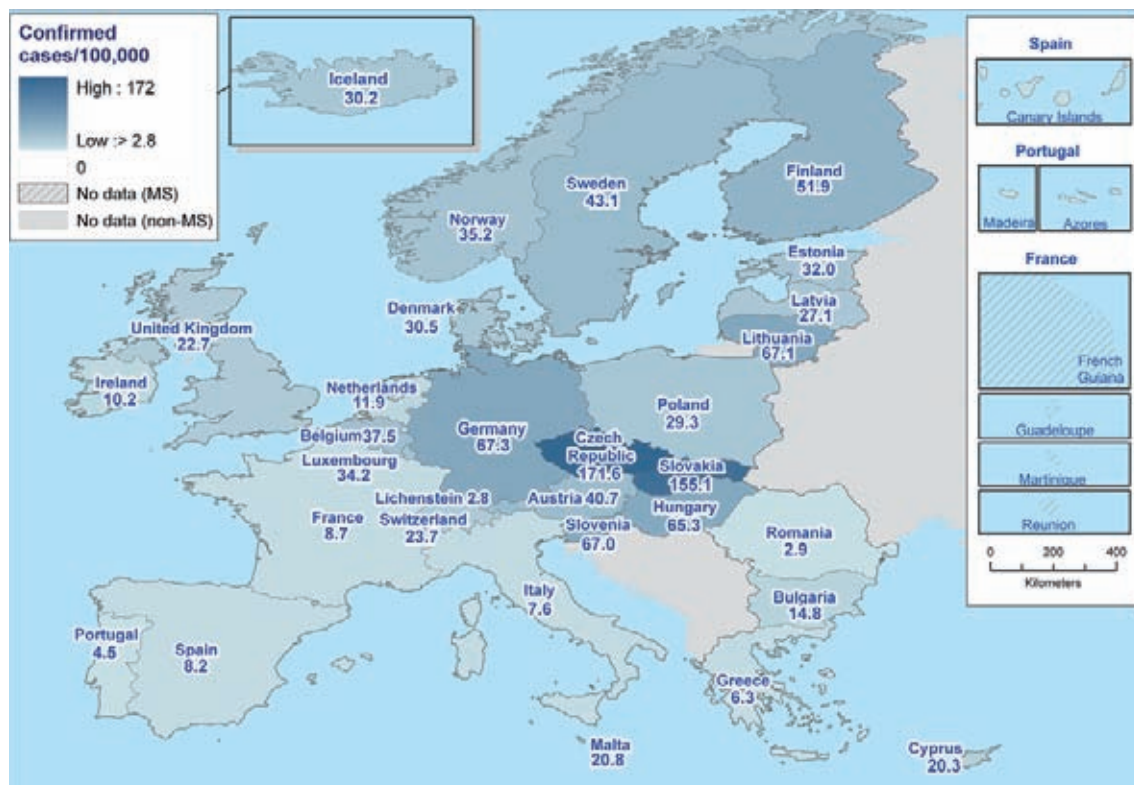 Confirmed
cases/100,000
High : 172
Low :> 2.8
0
No data (MS)
No data (non-MS)
Iceland
30.2
Finland
51.9
Sweden
43.1
Norway
35.2
Estonia
32.0
Latvia
27.1
Lithuania
67.1
Denmark
30.5
United Kingdom
22.7
Ireland
10.2
Netherlands
11.9
Belgium 37.5
Luxembourg
34.2
Germany
67.3
Poland
29.3
Czech
Republic
171.6
Slovakia
155.1
Lichenstein 2.8
Austria 40.7
Hungary
65.3
France
8.7
Switzerland
23.7
Slovenia
67.0
Romania
2.9
Italy
7.6
Bulgaria
14.8
Portugal
4.5
Spain
8.2
Greece
6.3
Malta
20.8
Cyprus
20.3
Spain
Canary Islands
Portugal
Madeira
Azores
France
French
Guiana
Guadeloupe
Martinique
Reunion
0 200 400
Kilometers